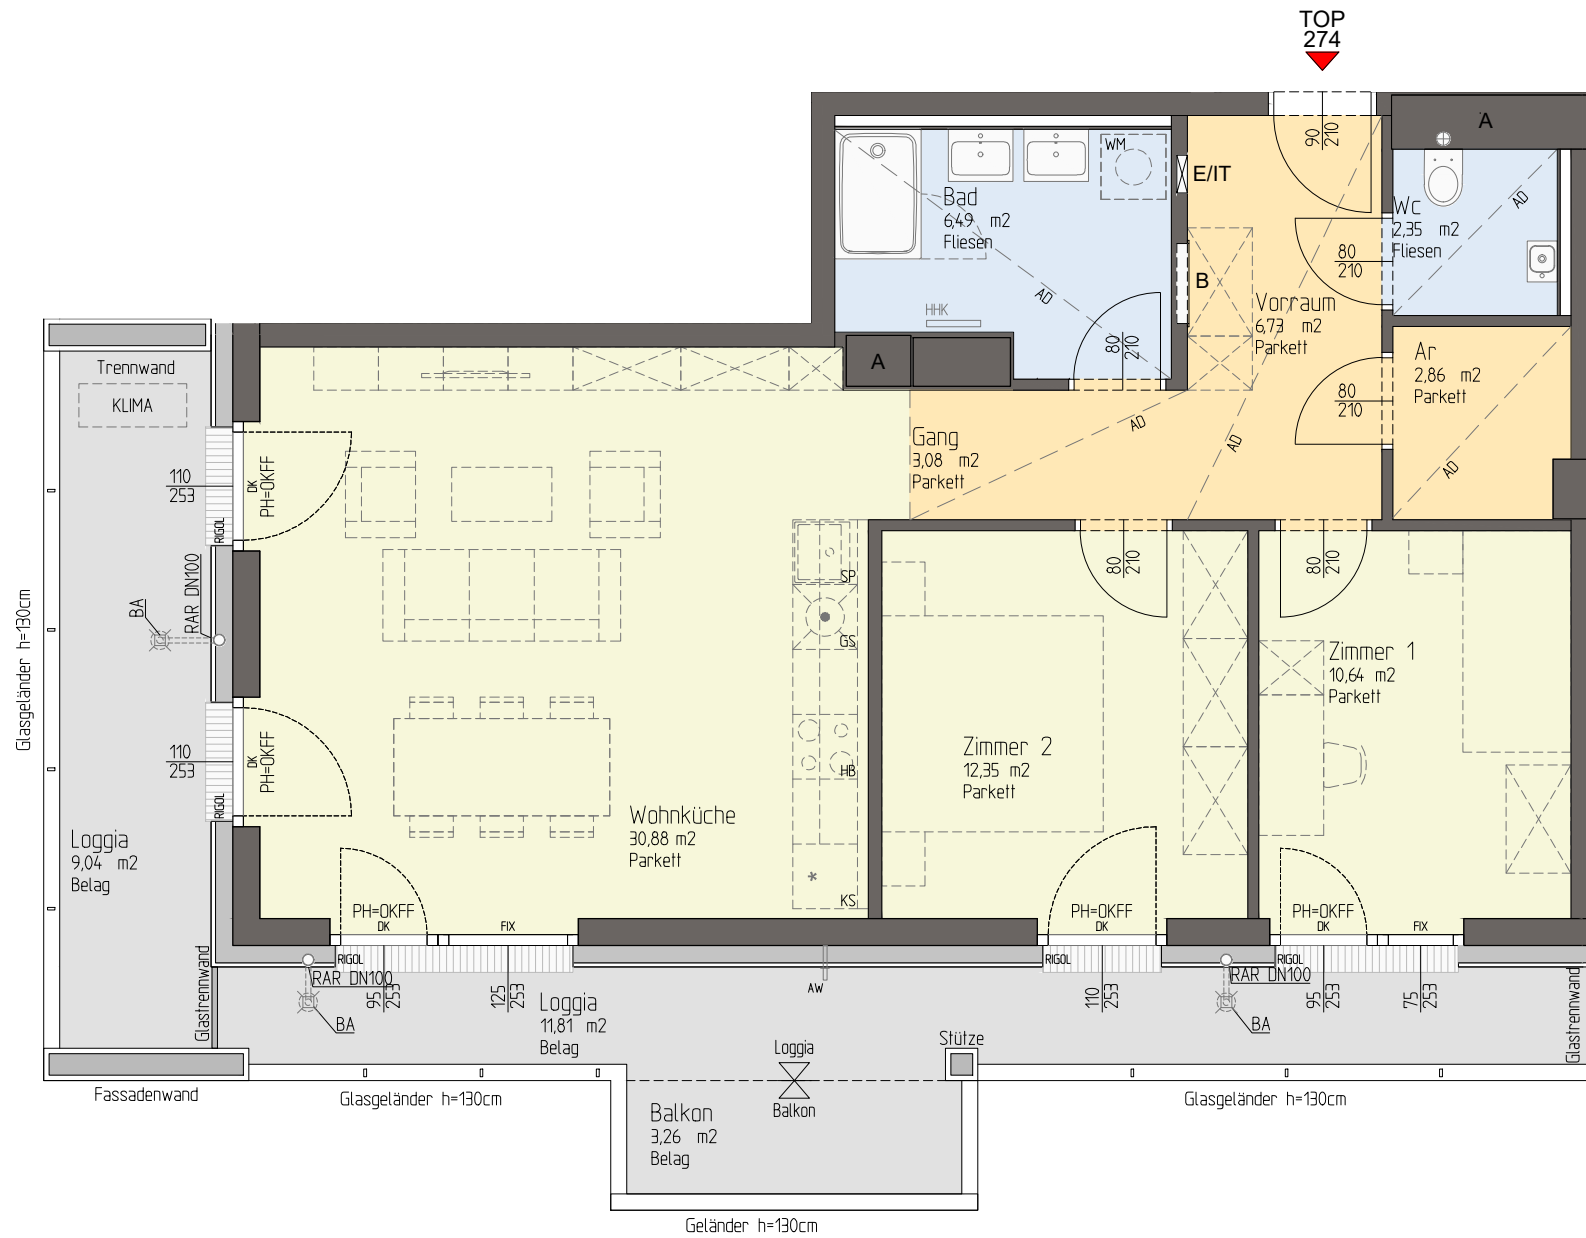 TOP
274
A
90
210
WM
E/IT
Bad
6,49 m2
Fliesen
AD
Wc
2,35 m2
Fliesen
AD
80
210
B
Vorraum
6,73 m2
Parkett
HHK
80
210
A
Ar
2,86 m2
Parkett
80
210
AD
AD
AD
Gang
3,08 m2
Parkett
Trennwand
KLIMA
110
253
DK
PH=OKFF
RIGOL
RAR DN100
BA
Glasgeländer h=130cm
110
253
DK
PH=OKFF
RIGOL
SP
GS
HB
*
KS
80
210
80
210
Zimmer 1
10,64 m2
Parkett
Zimmer 2
12,35 m2
Parkett
Wohnküche
30,88 m2
Parkett
Loggia
9,04 m2
Belag
PH=OKFF
DK
FIX
PH=OKFF
DK
PH=OKFF
DK
FIX
Glastrennwand
RIGOL
RAR DN100
95
253
125
253
BA
Loggia
11,81 m2
Belag
AW
RIGOL
110
253
RIGOL
RAR DN100
95
253
75
253
BA
Glastrennwand
Stütze
Loggia
Balkon
Fassadenwand
Glasgeländer h=130cm
Glasgeländer h=130cm
Balkon
3,26 m2
Belag
Geländer h=130cm